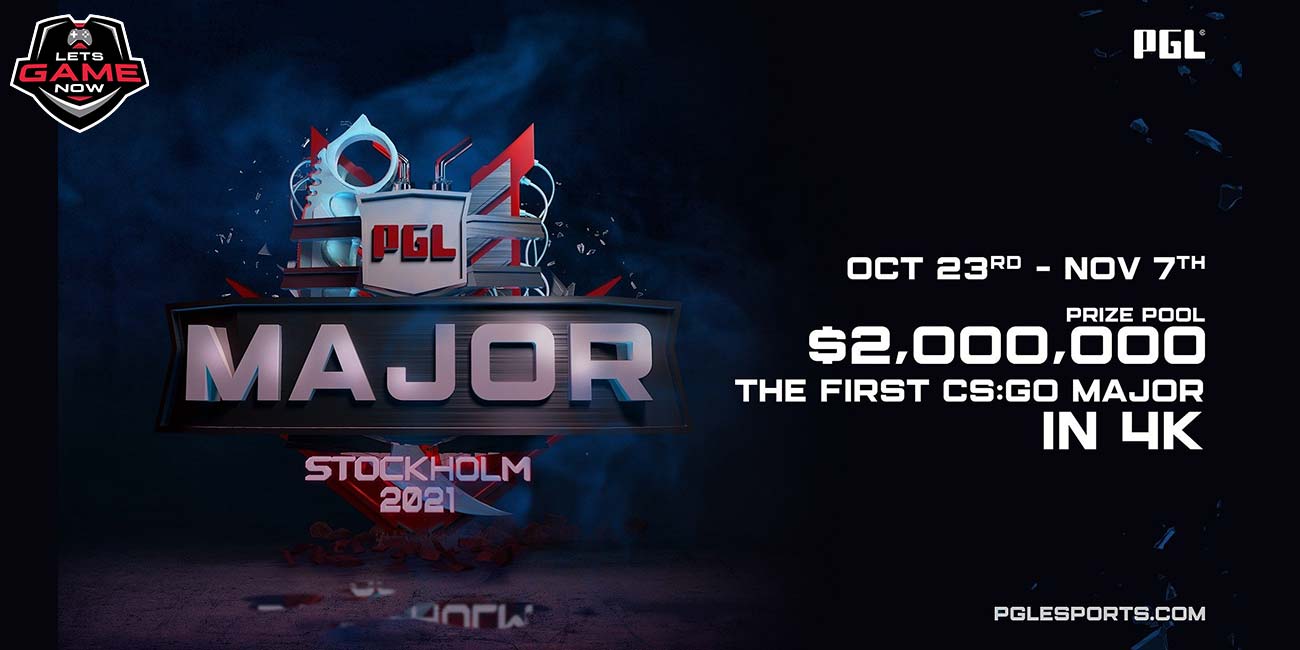 LETS
GAME
NOW
PGL
PGL
MAJOR
STOCKHOLM
2021
OCT 23RD - NOV 7TH
PRIZE POOL
$2,000,000
THE FIRST CS:GO MAJOR
IN 4K
PGLESPORTS.COM